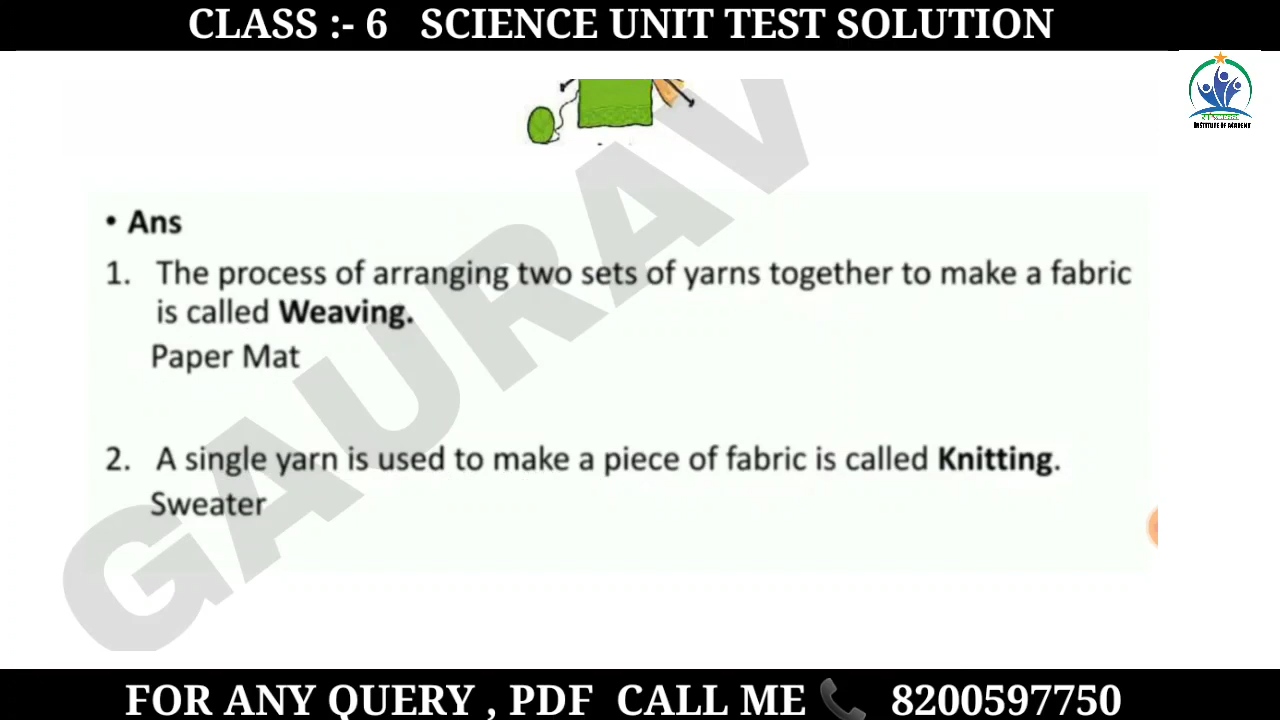 CLASS :- 6 SCIENCE UNIT TEST SOLUTION
• Ans
1. The process of arranging two sets of yarns together to make a fabric
is called Weaving.
Paper Mat
2. A single yarn is used to make a piece of fabric is called Knitting.
Sweater
GAURAV
FOR ANY QUERY , PDF CALL ME 8200597750